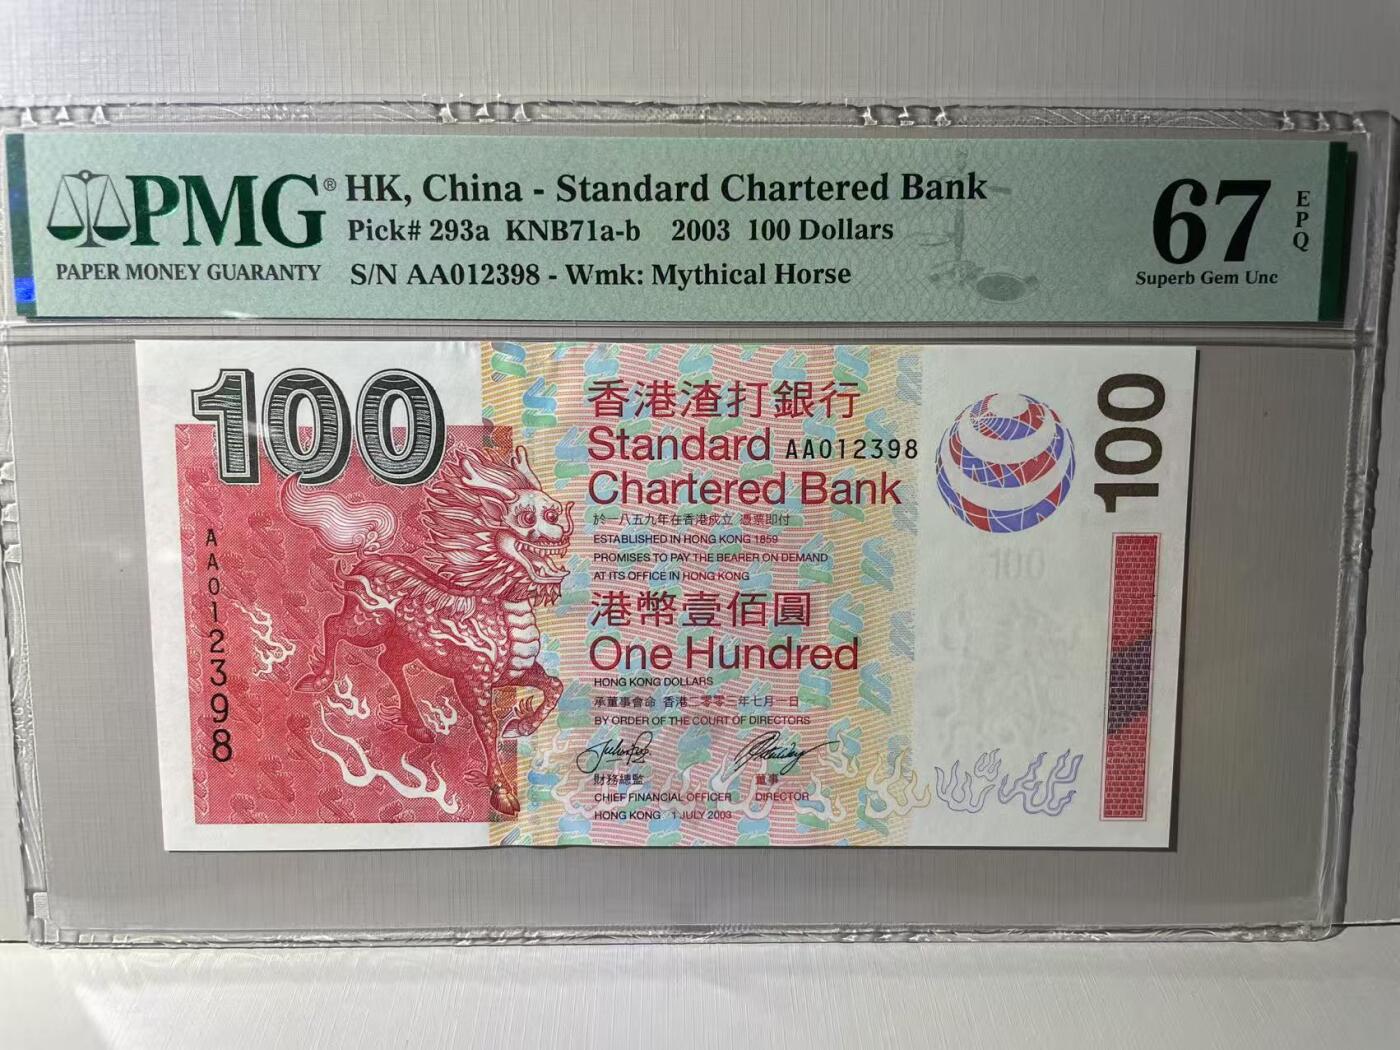 PMG®
PAPER MONEY GUARANTY
HK, China - Standard Chartered Bank
Pick# 293a KNB71a-b 2003 100 Dollars
S/N AA012398 - Wmk: Mythical Horse
67
EPQ
Superb Gem Unc
100
AA012398
香港渣打銀行
Standard
AA012398
Chartered Bank
於一八五九年在香港成立 憑票即付
ESTABLISHED IN HONG KONG 1859
PROMISES TO PAY THE BEARER ON DEMAND
AT ITS OFFICE IN HONG KONG
港幣壹佰圓
One Hundred
HONG KONG DOLLARS
承董事會命 香港二零零三年七月一日
BY ORDER OF THE COURT OF DIRECTORS
財務總監 董事
CHIEF FINANCIAL OFFICER DIRECTOR
HONG KONG 1 JULY 2003
100